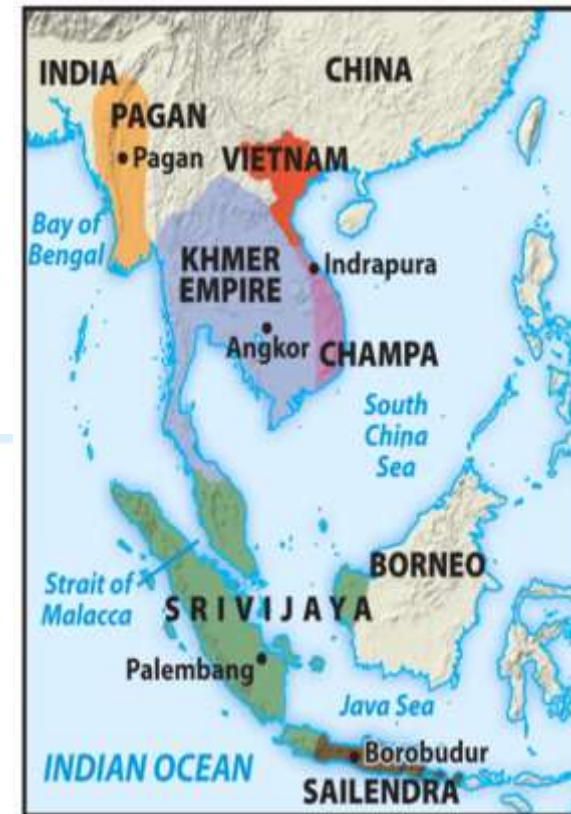 INDIA
CHINA
PAGAN
Pagan
VIETNAM
Bay of
Bengal
KHMER
EMPIRE
Indrapura
Angkor
CHAMPA
South
China
Sea
BORNEO
Strait of
Malacca
SRIVIJAYA
Palembang
Java Sea
Borobudur
INDIAN OCEAN
SAILENDRA